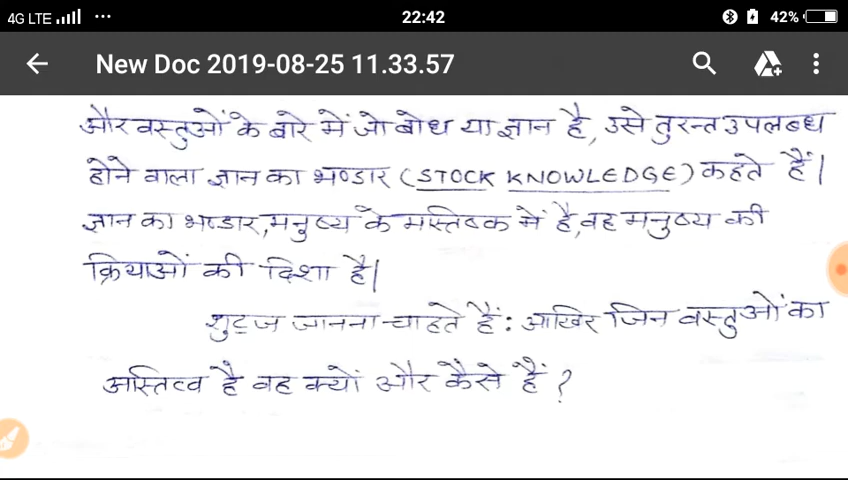 4G LTE ... 22:42 42%
New Doc 2019-08-25 11.33.57
और वस्तुओं के बारे में जो बोध या ज्ञान है, उसे तुरन्त उपलब्ध
होने वाला ज्ञान का भण्डार (STOCK KNOWLEDGE) कहते हैं|
ज्ञान का भण्डार, मनुष्य के मस्तिष्क में है, वह मनुष्य की
क्रियाओं की दिशा है|
शुट्ज जानना चाहते हैं: आखिर जिन वस्तुओं का
अस्तित्व है वह क्यों और कैसे हैं?